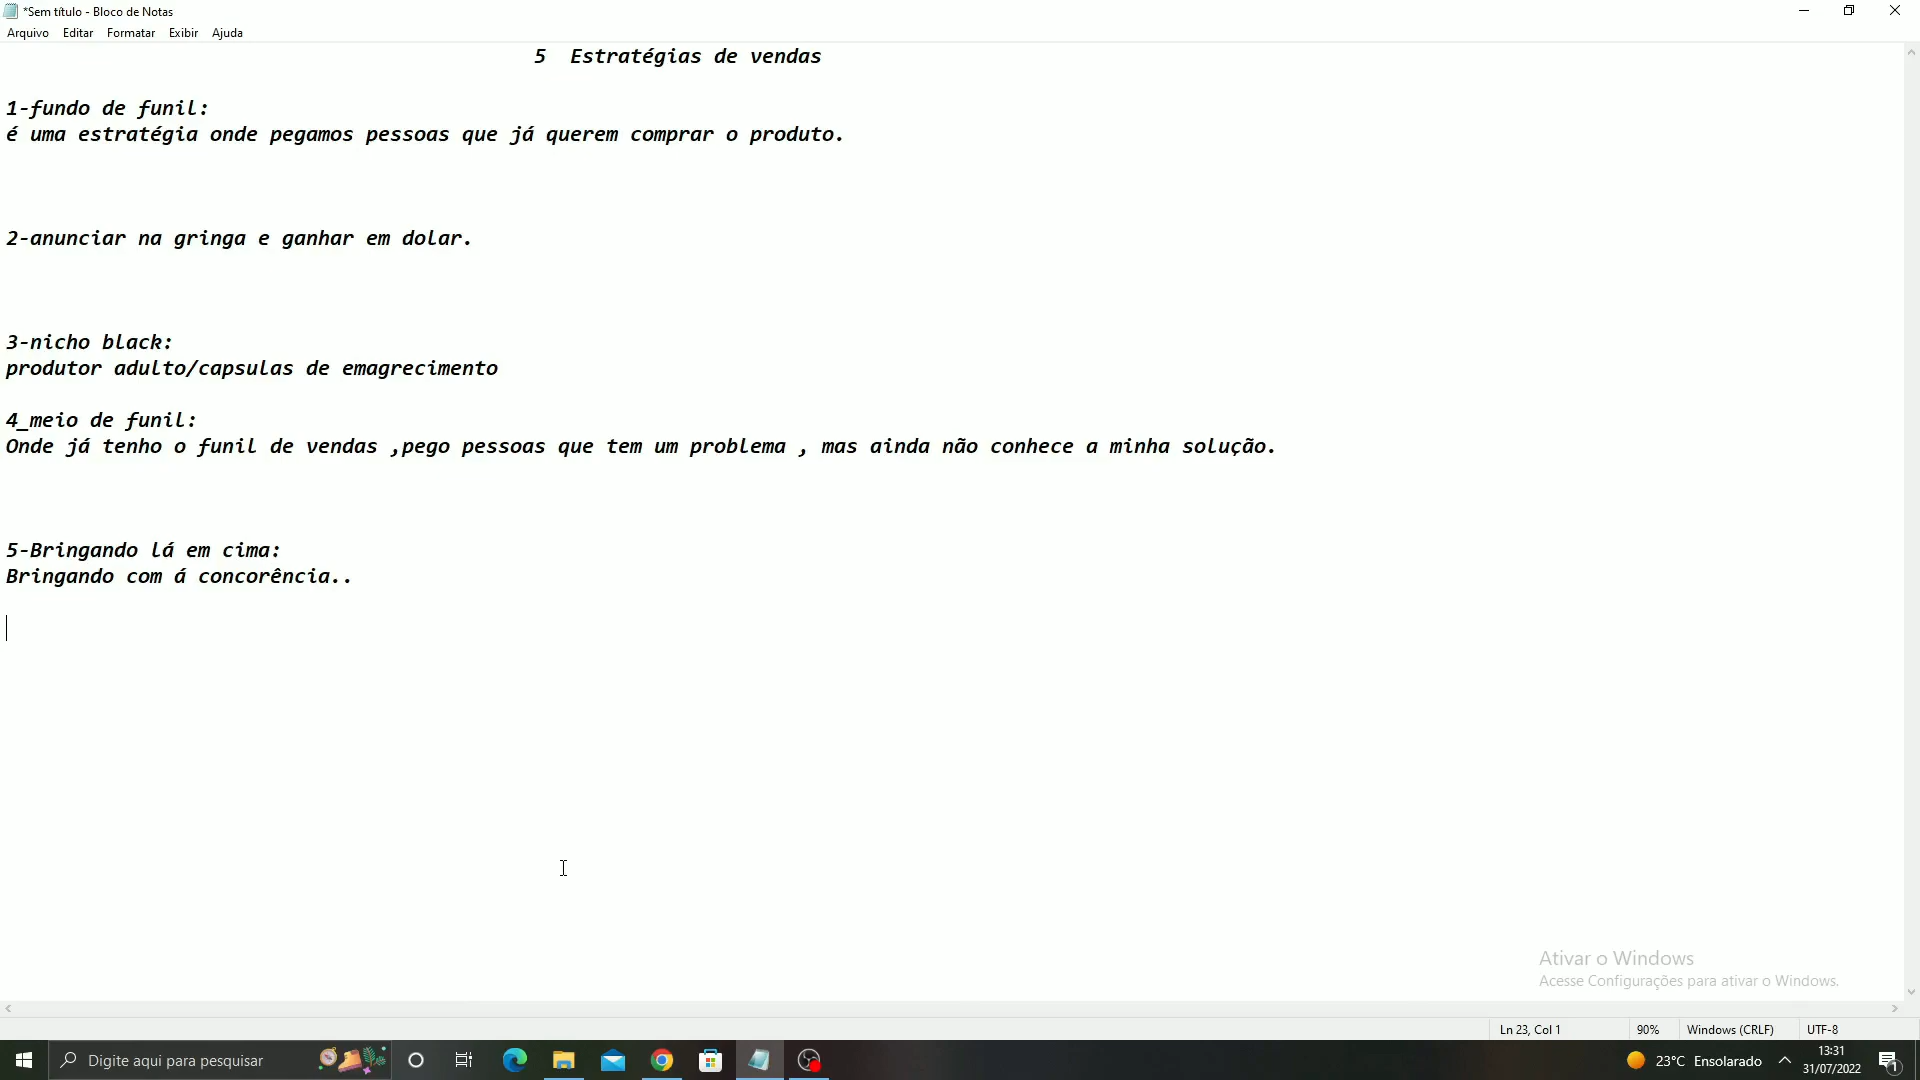 *Sem título - Bloco de Notas
Arquivo Editar Formatar Exibir Ajuda
5 Estratégias de vendas
1-fundo de funil:
é uma estratégia onde pegamos pessoas que já querem comprar o produto.
2-anunciar na gringa e ganhar em dolar.
3-nicho black:
produtor adulto/capsulas de emagrecimento
4_meio de funil:
Onde já tenho o funil de vendas ,pego pessoas que tem um problema , mas ainda não conhece a minha solução.
5-Bringando lá em cima:
Bringando com á concorência..
Ativar o Windows
Acesse Configurações para ativar o Windows.
Ln 23, Col 1 90% Windows (CRLF) UTF-8
Digite aqui para pesquisar 23°C Ensolarado 13:31
31/07/2022 1